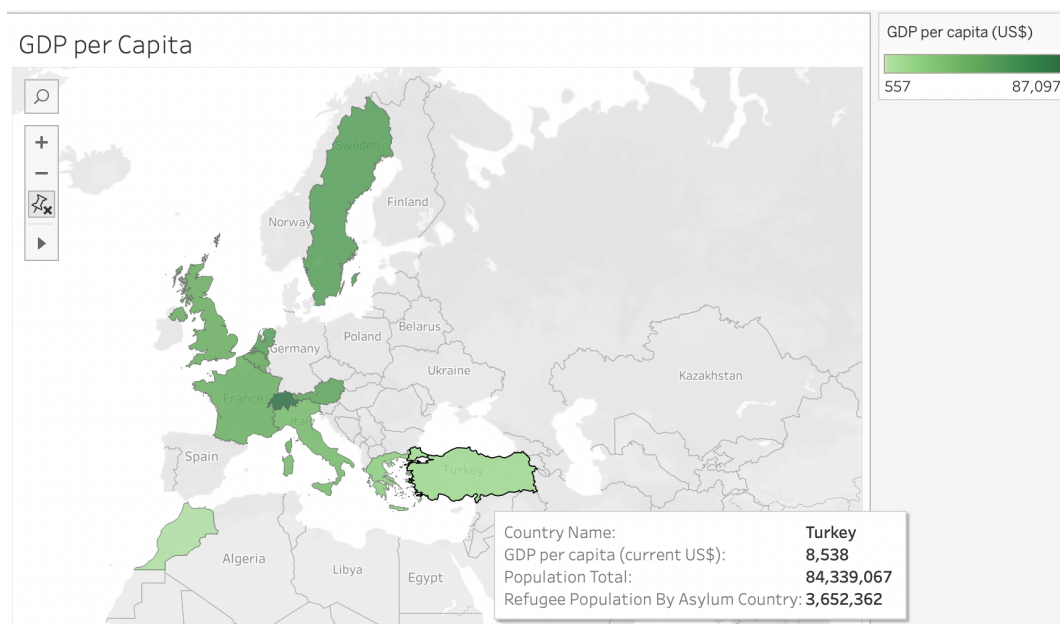 GDP per Capita
GDP per capita (US$)
557 87,097
Sweden
Finland
Norway
Belarus
Poland
Germany
Ukraine
Kazakhstan
France
Italy
Spain
Turkey
Country Name: Turkey
GDP per capita (current US$): 8,538
Population Total: 84,339,067
Refugee Population By Asylum Country: 3,652,362
Algeria
Libya
Egypt